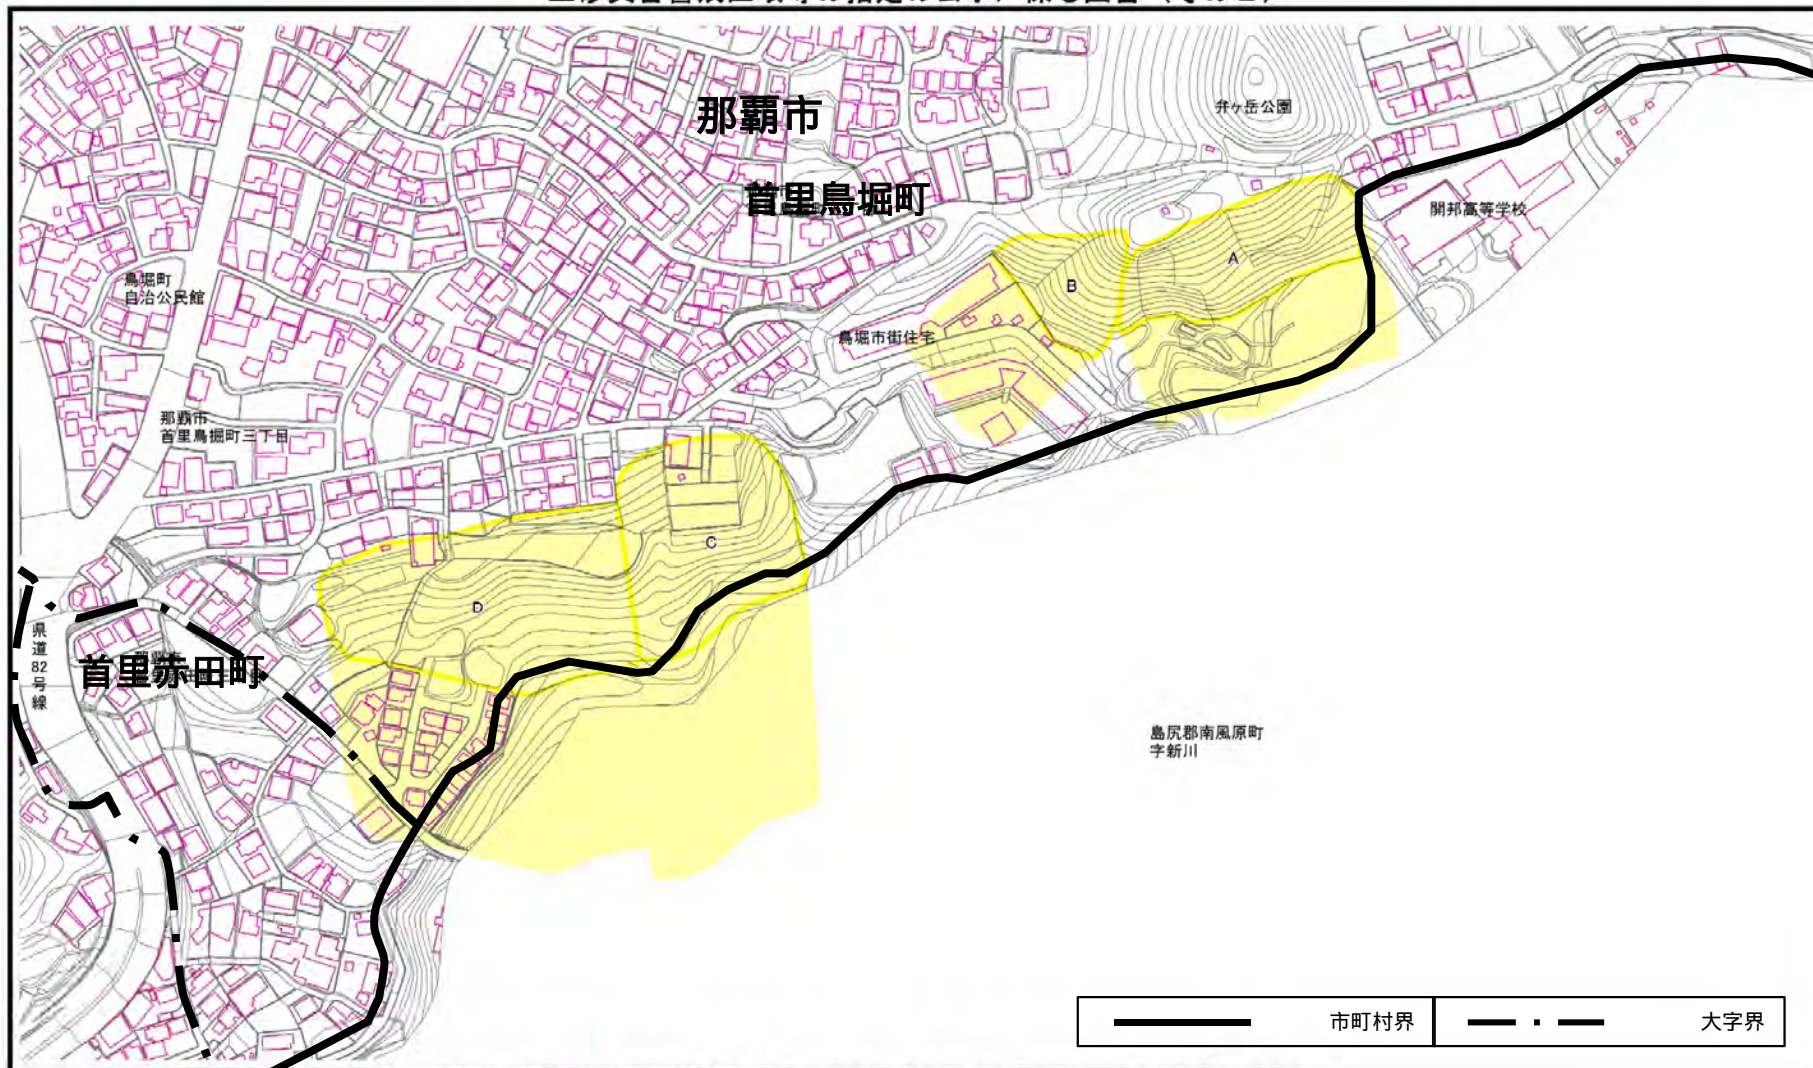 那覇市
弁ヶ岳公園
首里鳥堀町
開邦高等学校
A
B
鳥堀町
自治公民館
鳥堀市街住宅
那覇市
首里鳥堀町三丁目
C
D
県道82号線
首里赤田町
島尻郡南風原町
字新川
市町村界
大字界